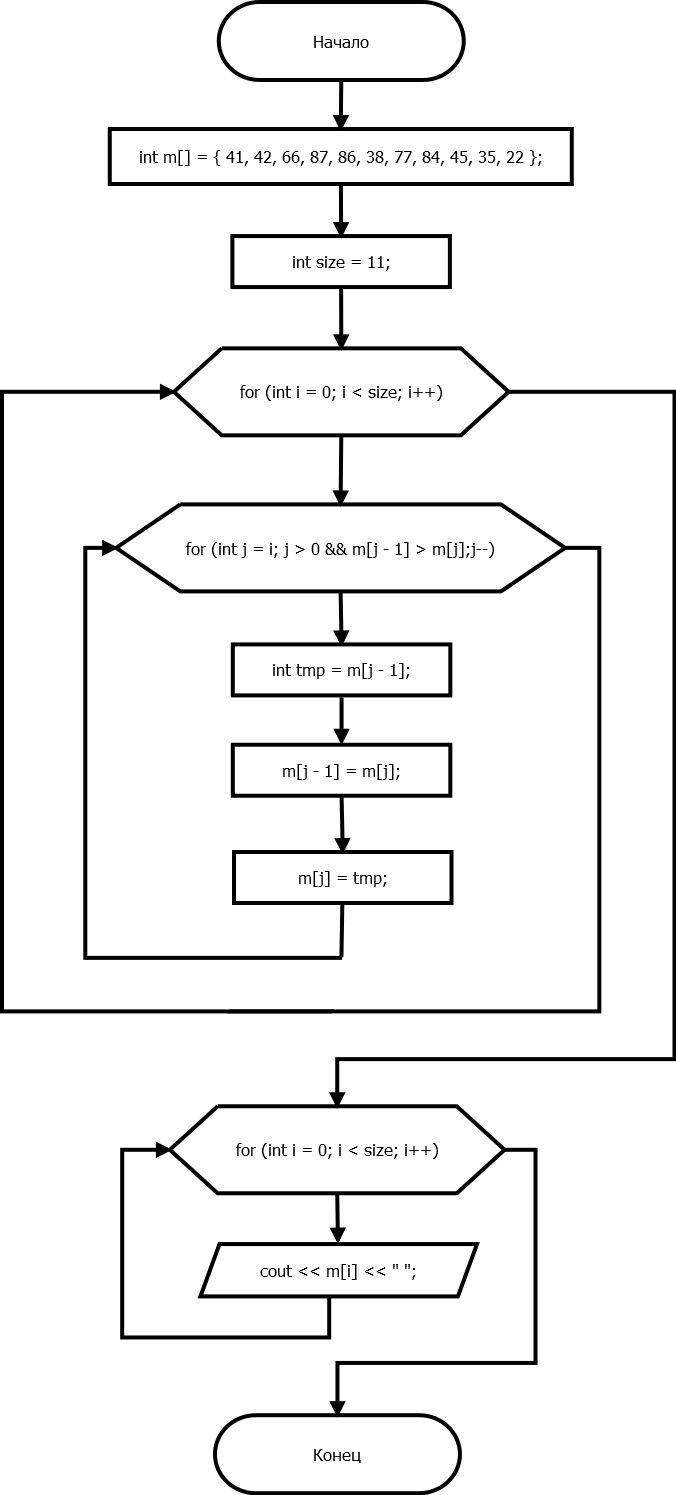 Начало
int m[] = { 41, 42, 66, 87, 86, 38, 77, 84, 45, 35, 22 };
int size = 11;
for (int i = 0; i < size; i++)
for (int j = i; j > 0 && m[j - 1] > m[j];j--)
int tmp = m[j - 1];
m[j - 1] = m[j];
m[j] = tmp;
for (int i = 0; i < size; i++)
cout << m[i] << " ";
Конец